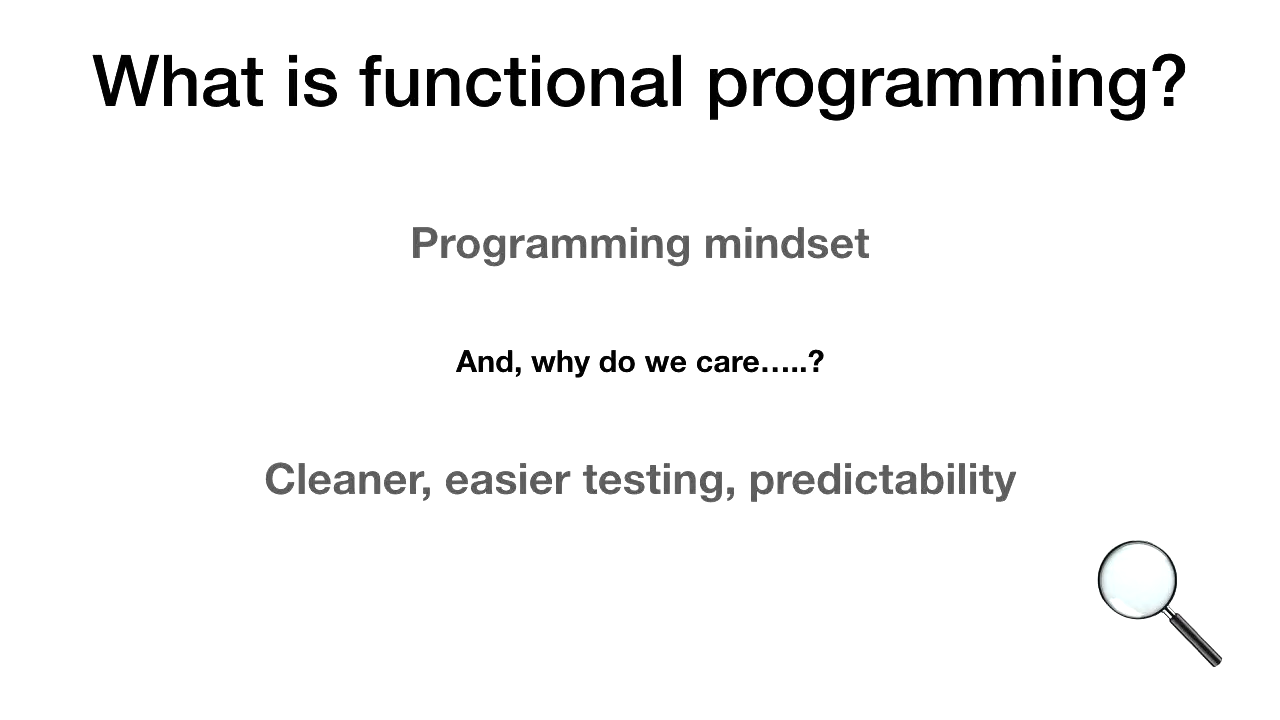 What is functional programming?
Programming mindset
And, why do we care…..?
Cleaner, easier testing, predictability